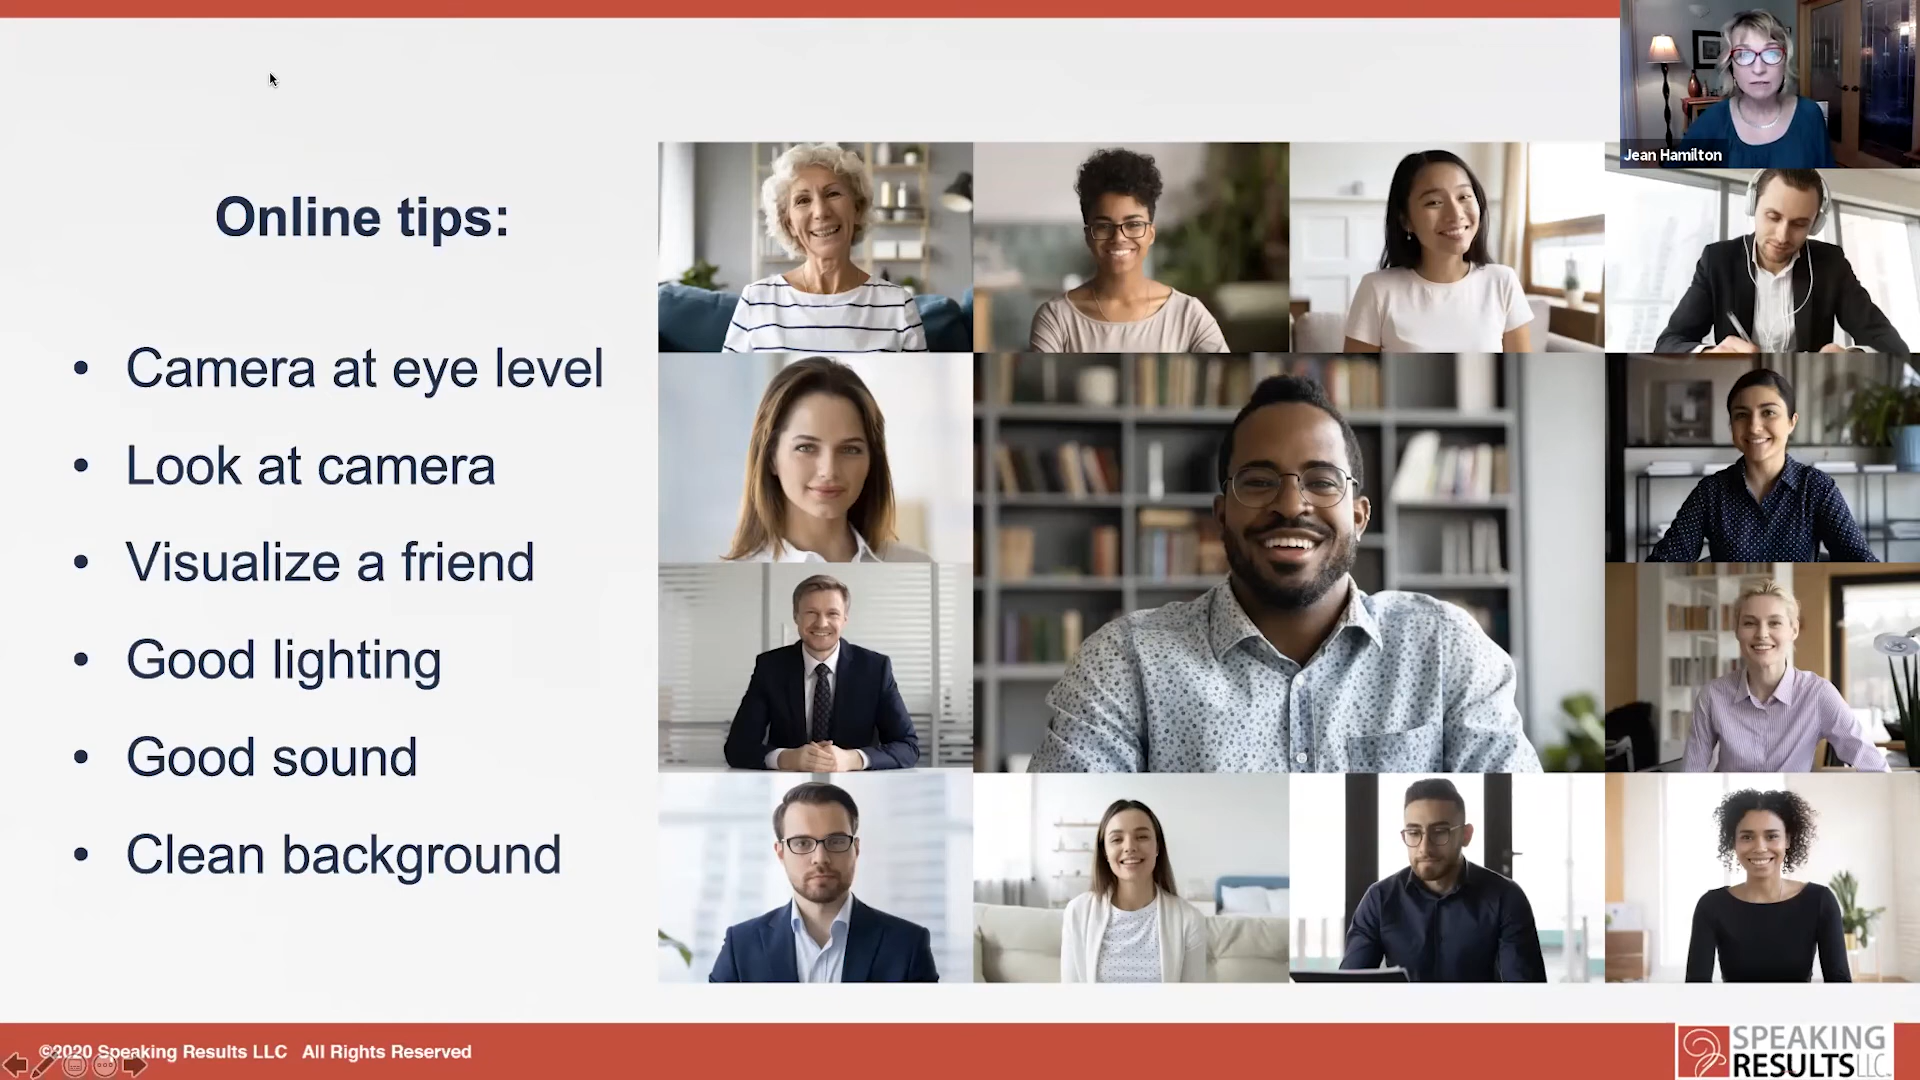 Jean Hamilton
Online tips:
• Camera at eye level
• Look at camera
• Visualize a friend
• Good lighting
• Good sound
• Clean background
©2020 Speaking Results LLC All Rights Reserved
SPEAKING
RESULTS LLC